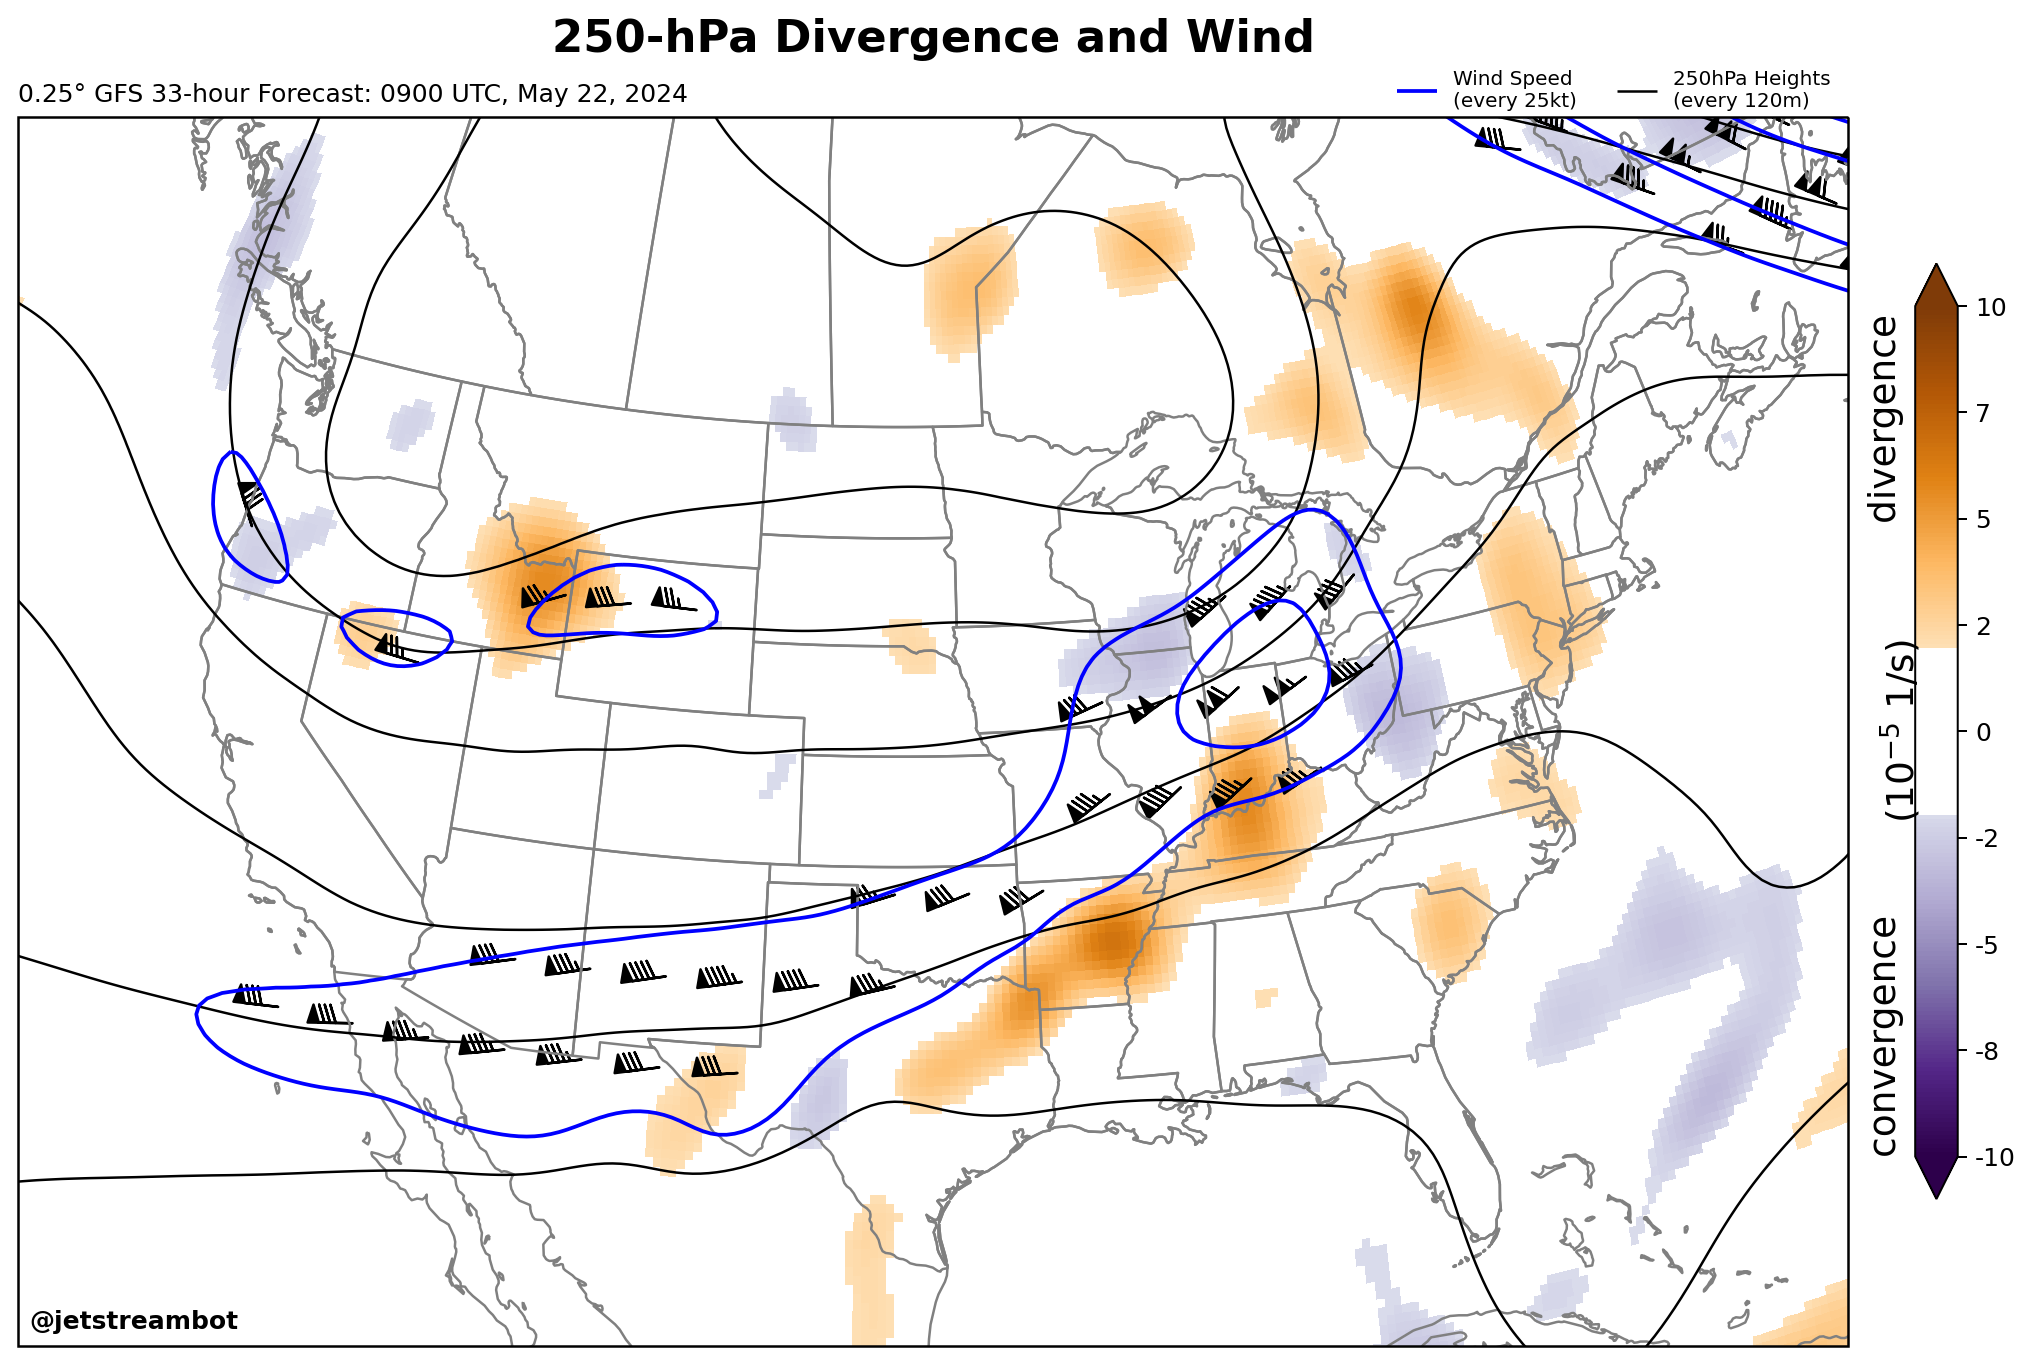 250-hPa Divergence and Wind
0.25° GFS 33-hour Forecast: 0900 UTC, May 22, 2024
Wind Speed
(every 25kt)
250hPa Heights
(every 120m)
10
7
5
2
0
-2
-5
-8
-10
divergence
(10⁻⁵ 1/s)
convergence
@jetstreambot